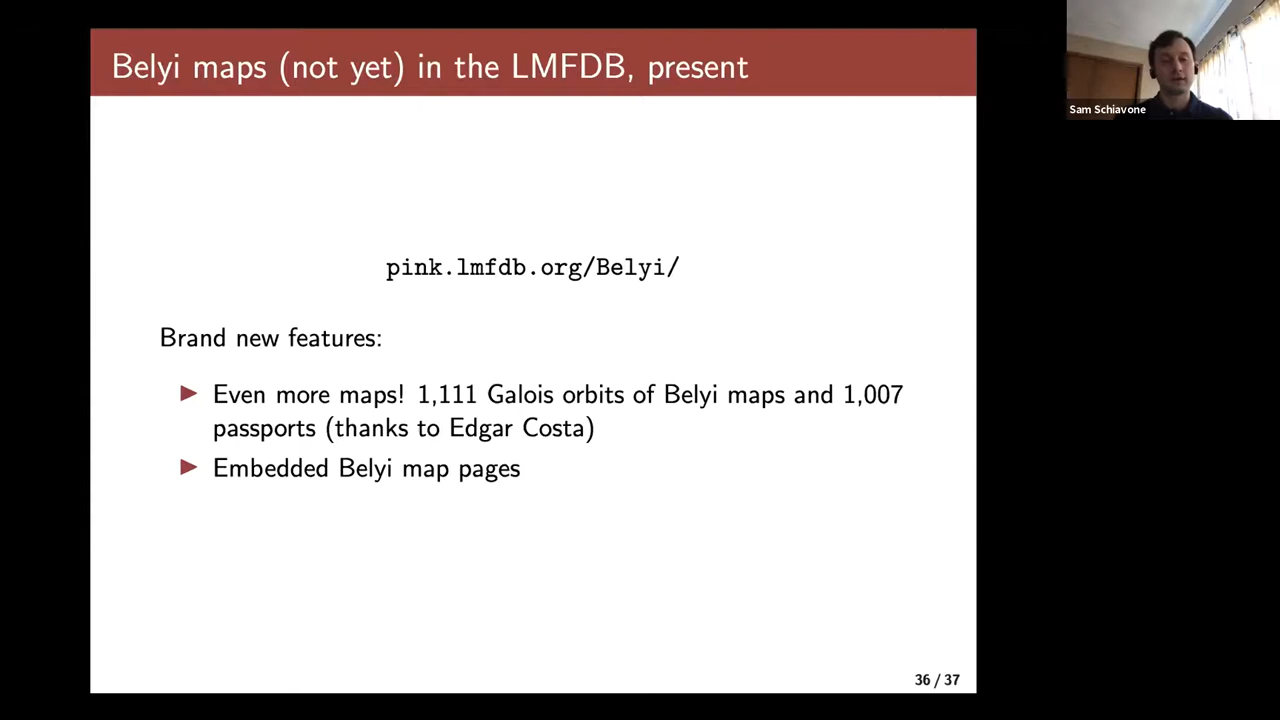 Belyi maps (not yet) in the LMFDB, present
Sam Schiavone
pink.lmfdb.org/Belyi/
Brand new features:
▶ Even more maps! 1,111 Galois orbits of Belyi maps and 1,007
passports (thanks to Edgar Costa)
▶ Embedded Belyi map pages
36 / 37